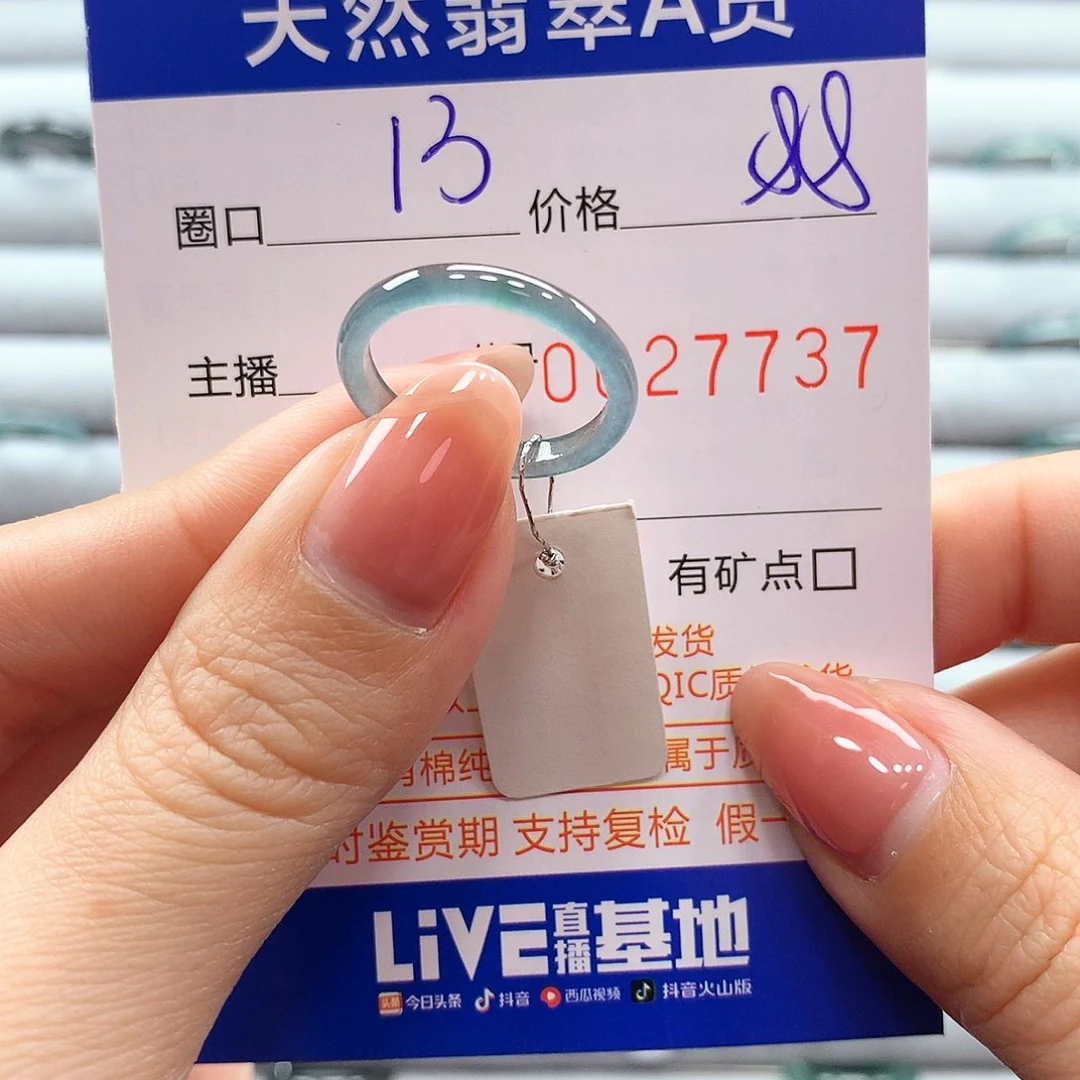 天然翡翠A货
圈口 13 价格
主播
27737
有矿点□
发货
QIC质
棉纯
属于
时鉴赏期 支持复检 假一
LiVE直播基地
今日头条 抖音 西瓜视频 抖音火山版